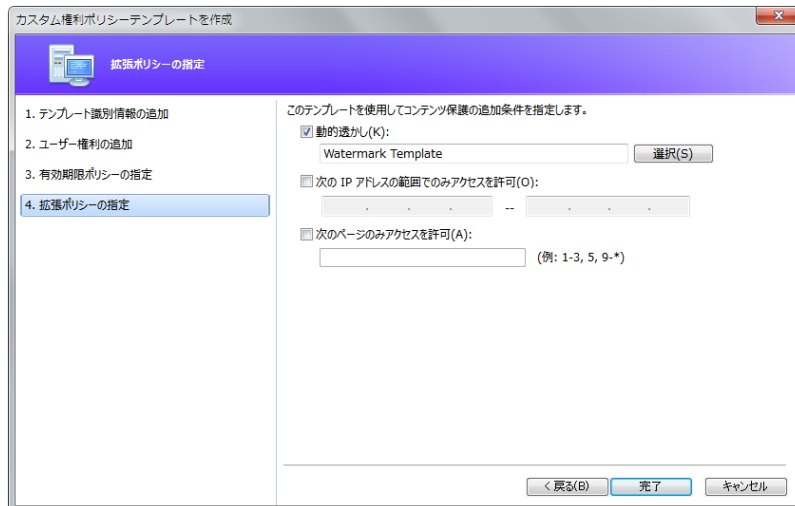 カスタム権利ポリシーテンプレートを作成
拡張ポリシーの指定
1. テンプレート識別情報の追加
2. ユーザー権利の追加
3. 有効期限ポリシーの指定
4. 拡張ポリシーの指定
このテンプレートを使用してコンテンツ保護の追加条件を指定します。
動的透かし(K):
Watermark Template 選択(S)
次の IP アドレスの範囲でのみアクセスを許可(O):
. . . -- . . .
次のページのみアクセスを許可(A):
(例: 1-3, 5, 9-*)
< 戻る(B) 完了 キャンセル